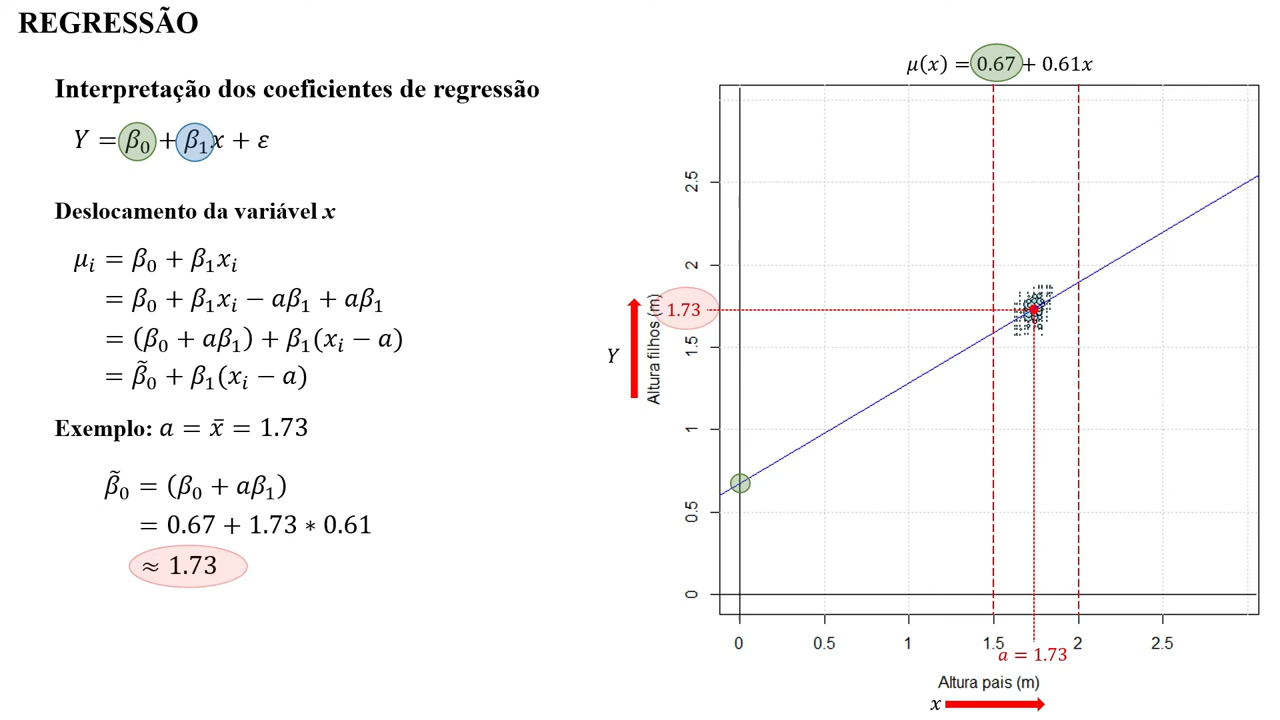 REGRESSÃO
Interpretação dos coeficientes de regressão
Y = β₀ + β₁x + ε
Deslocamento da variável x
μᵢ = β₀ + β₁xᵢ
= β₀ + β₁xᵢ − aβ₁ + aβ₁
= (β₀ + aβ₁) + β₁(xᵢ − a)
= β̃₀ + β₁(xᵢ − a)
Exemplo: a = x̄ = 1.73
β̃₀ = (β₀ + aβ₁)
= 0.67 + 1.73 ∗ 0.61
≈ 1.73
μ(x) = 0.67 + 0.61x
2.5
2
1.73
1.5
1
0.5
0
Y
Altura filhos (m)
0 0.5 1 1.5 2 2.5
a = 1.73
Altura pais (m)
x